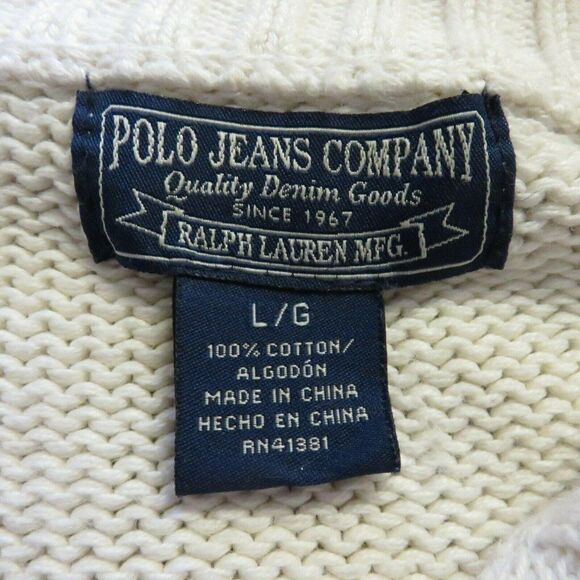 POLO JEANS COMPANY
Quality Denim Goods
SINCE 1967
RALPH LAUREN MFG.
L/G
100% COTTON/
ALGODÓN
MADE IN CHINA
HECHO EN CHINA
RN41381